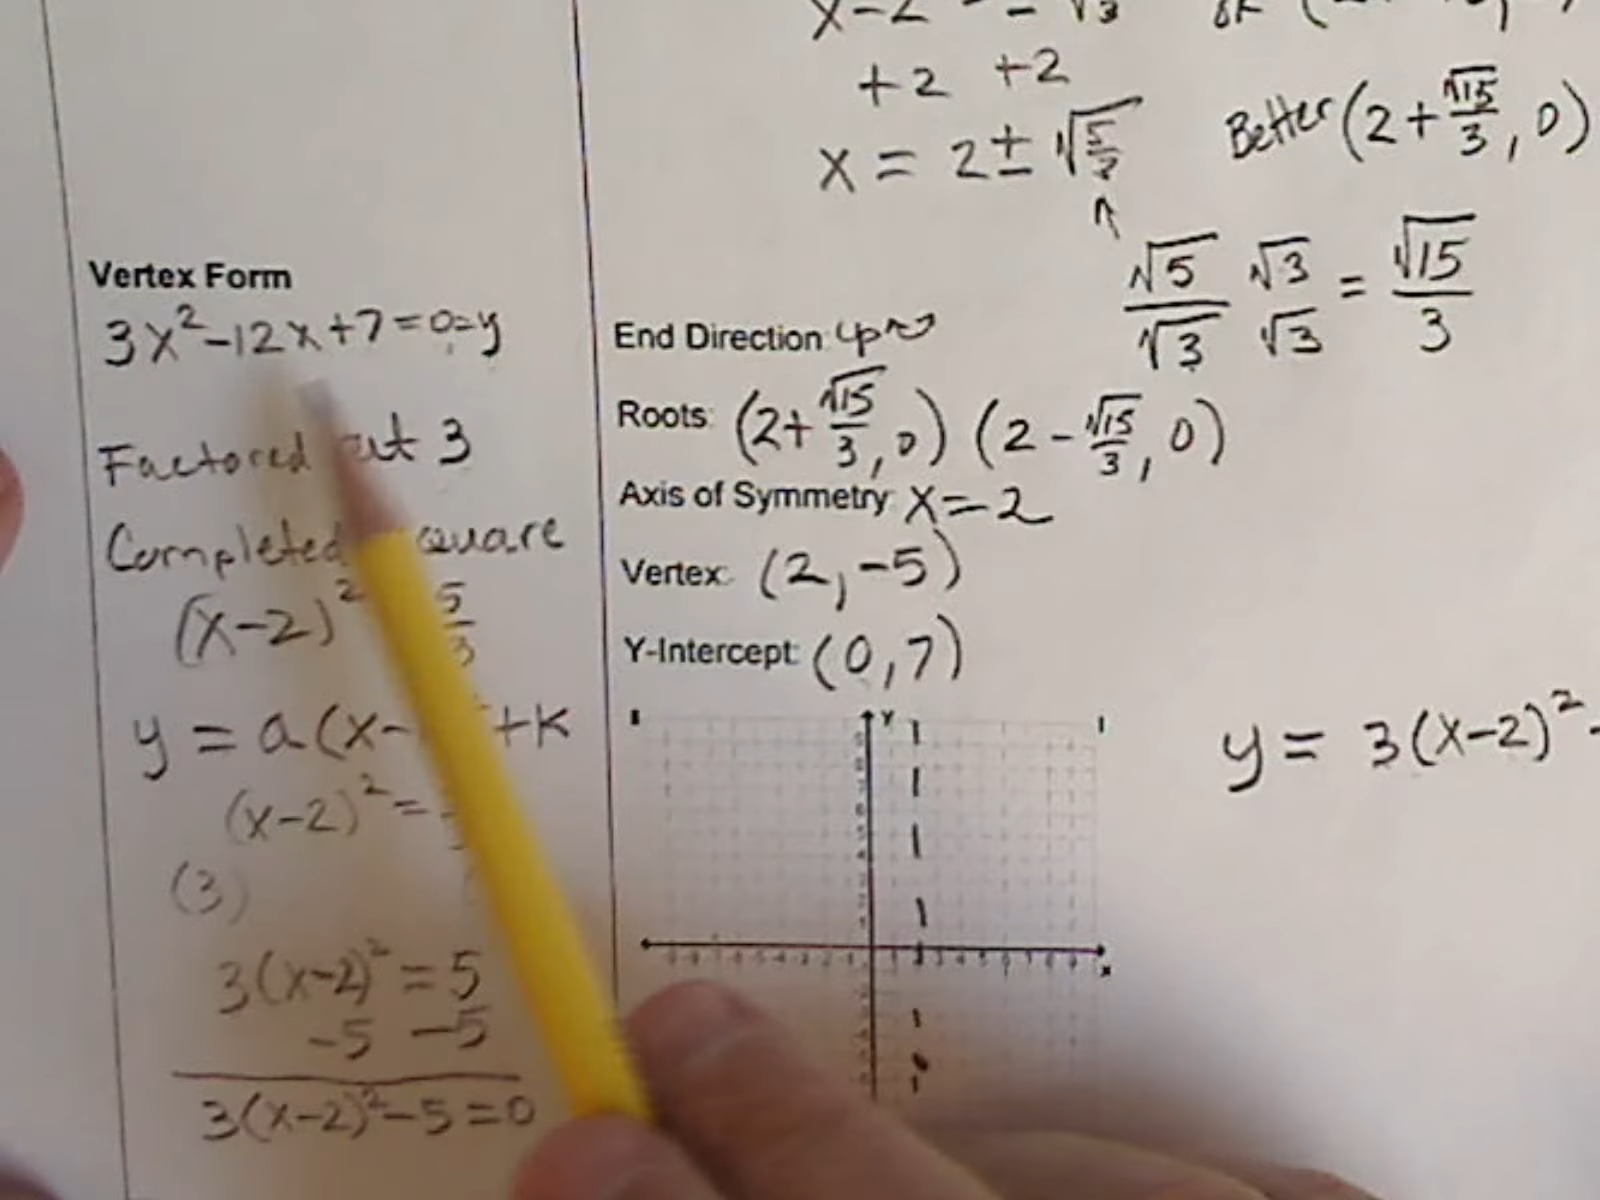 +2 +2
x = 2 ±
Better (2 + √15/3, 0)
√5/√3 √3/√3 = √15/3
Vertex Form
3x² - 12x + 7 = 0 = y
Factored 3
Completed
(x-2)² 5/3
y = a(x- + k
(x-2)² =
(3)
3(x-2)² = 5
-5 -5
3(x-2)² - 5 = 0
End Direction: up
Roots: (2 + √15/3, 0) (2 - √15/3, 0)
Axis of Symmetry: x = 2
Vertex: (2, -5)
Y-Intercept: (0, 7)
y = 3(x-2)² -
Y
x